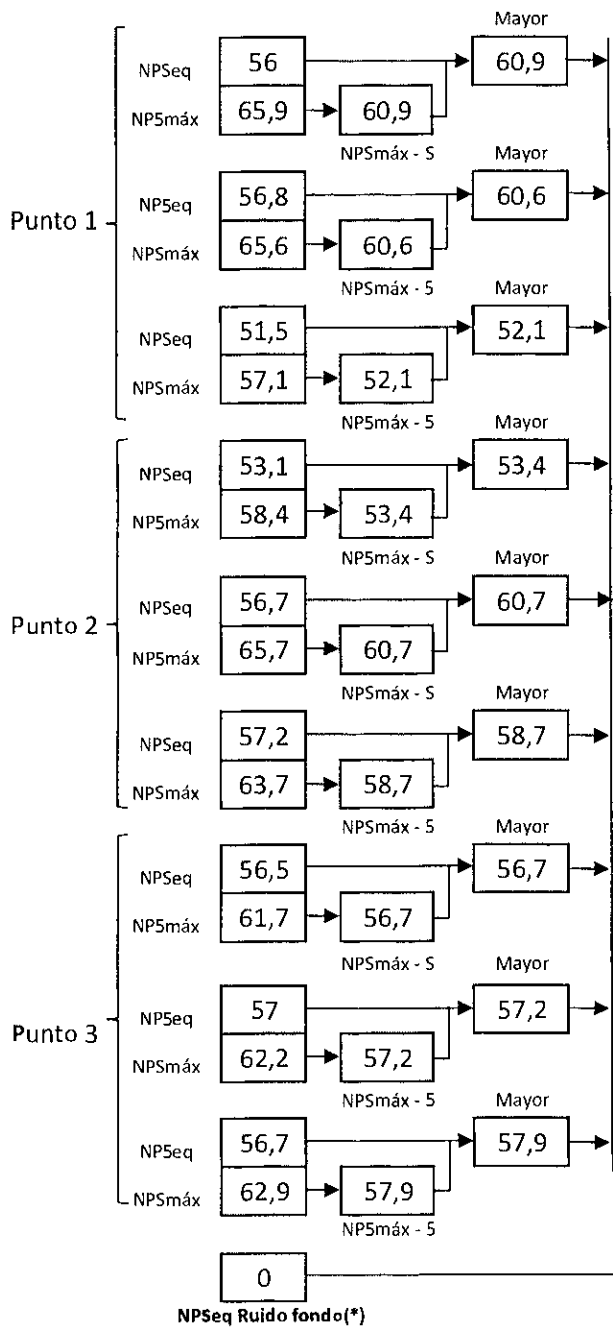 Mayor
NPSeq 56 60,9
NP5máx 65,9 60,9
NPSmáx - S
Mayor
NPSeq 56,8 60,6
NPSmáx 65,6 60,6
NPSmáx - 5
Punto 1
Mayor
NPSeq 51,5 52,1
NPSmáx 57,1 52,1
NP5máx - 5
Mayor
NPSeq 53,1 53,4
NP5máx 58,4 53,4
NP5máx - S
Mayor
NPSeq 56,7 60,7
NP5máx 65,7 60,7
NPSmáx - S
Punto 2
Mayor
NPSeq 57,2 58,7
NPSmáx 63,7 58,7
NPSmáx - 5
Mayor
NPSeq 56,5 56,7
NP5máx 61,7 56,7
NPSmáx - S
Mayor
NP5eq 57 57,2
NPSmáx 62,2 57,2
NPSmáx - 5
Punto 3
Mayor
NP5eq 56,7 57,9
NPSmáx 62,9 57,9
NP5máx - 5
0
NPSeq Ruido fondo(*)